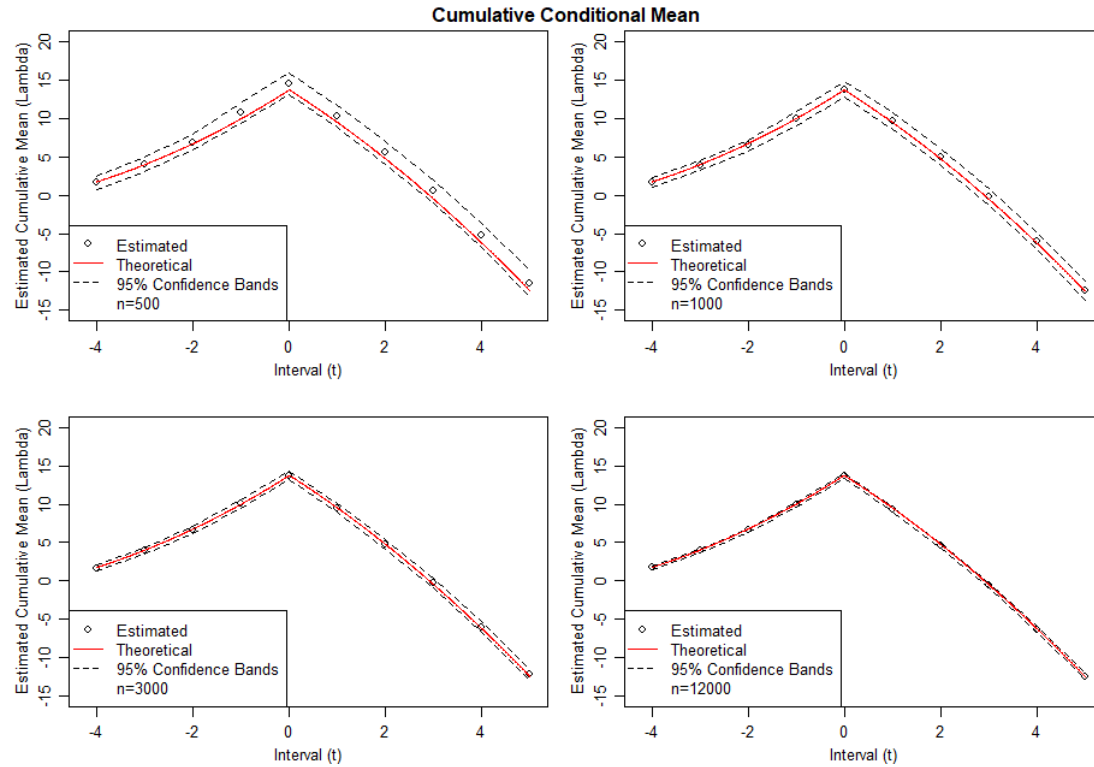 Cumulative Conditional Mean
Estimated Cumulative Mean (Lambda)
20
15
10
5
0
-5
-10
-15
Estimated
Theoretical
95% Confidence Bands
n=500
-4 -2 0 2 4
Interval (t)
Estimated Cumulative Mean (Lambda)
20
15
10
5
0
-5
-10
-15
Estimated
Theoretical
95% Confidence Bands
n=1000
-4 -2 0 2 4
Interval (t)
Estimated Cumulative Mean (Lambda)
20
15
10
5
0
-5
-10
-15
Estimated
Theoretical
95% Confidence Bands
n=3000
-4 -2 0 2 4
Interval (t)
Estimated Cumulative Mean (Lambda)
20
15
10
5
0
-5
-10
-15
Estimated
Theoretical
95% Confidence Bands
n=12000
-4 -2 0 2 4
Interval (t)